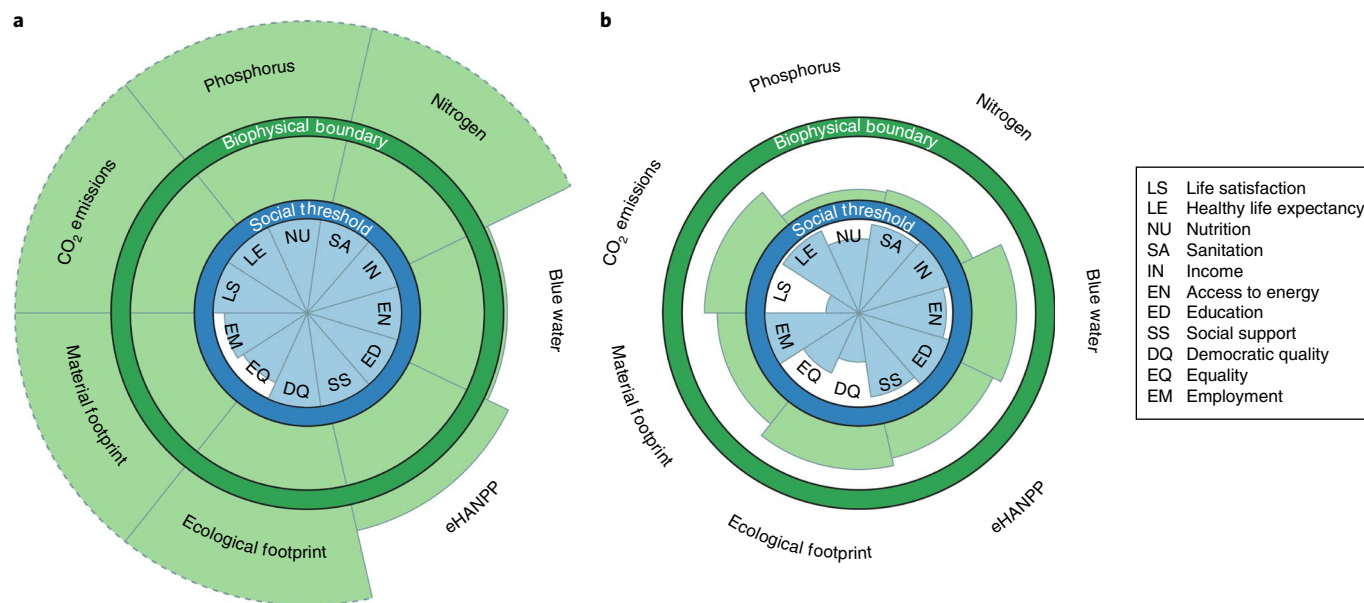 a
Phosphorus
Nitrogen
CO2 emissions
Biophysical boundary
Social threshold
LS
LE
NU
SA
IN
EN
ED
SS
DQ
EQ
EM
Blue water
Material footprint
Ecological footprint
eHANPP
b
Phosphorus
Nitrogen
CO2 emissions
Biophysical boundary
Social threshold
LS
LE
NU
SA
IN
EN
ED
SS
DQ
EQ
EM
Blue water
Material footprint
Ecological footprint
eHANPP
LS Life satisfaction
LE Healthy life expectancy
NU Nutrition
SA Sanitation
IN Income
EN Access to energy
ED Education
SS Social support
DQ Democratic quality
EQ Equality
EM Employment